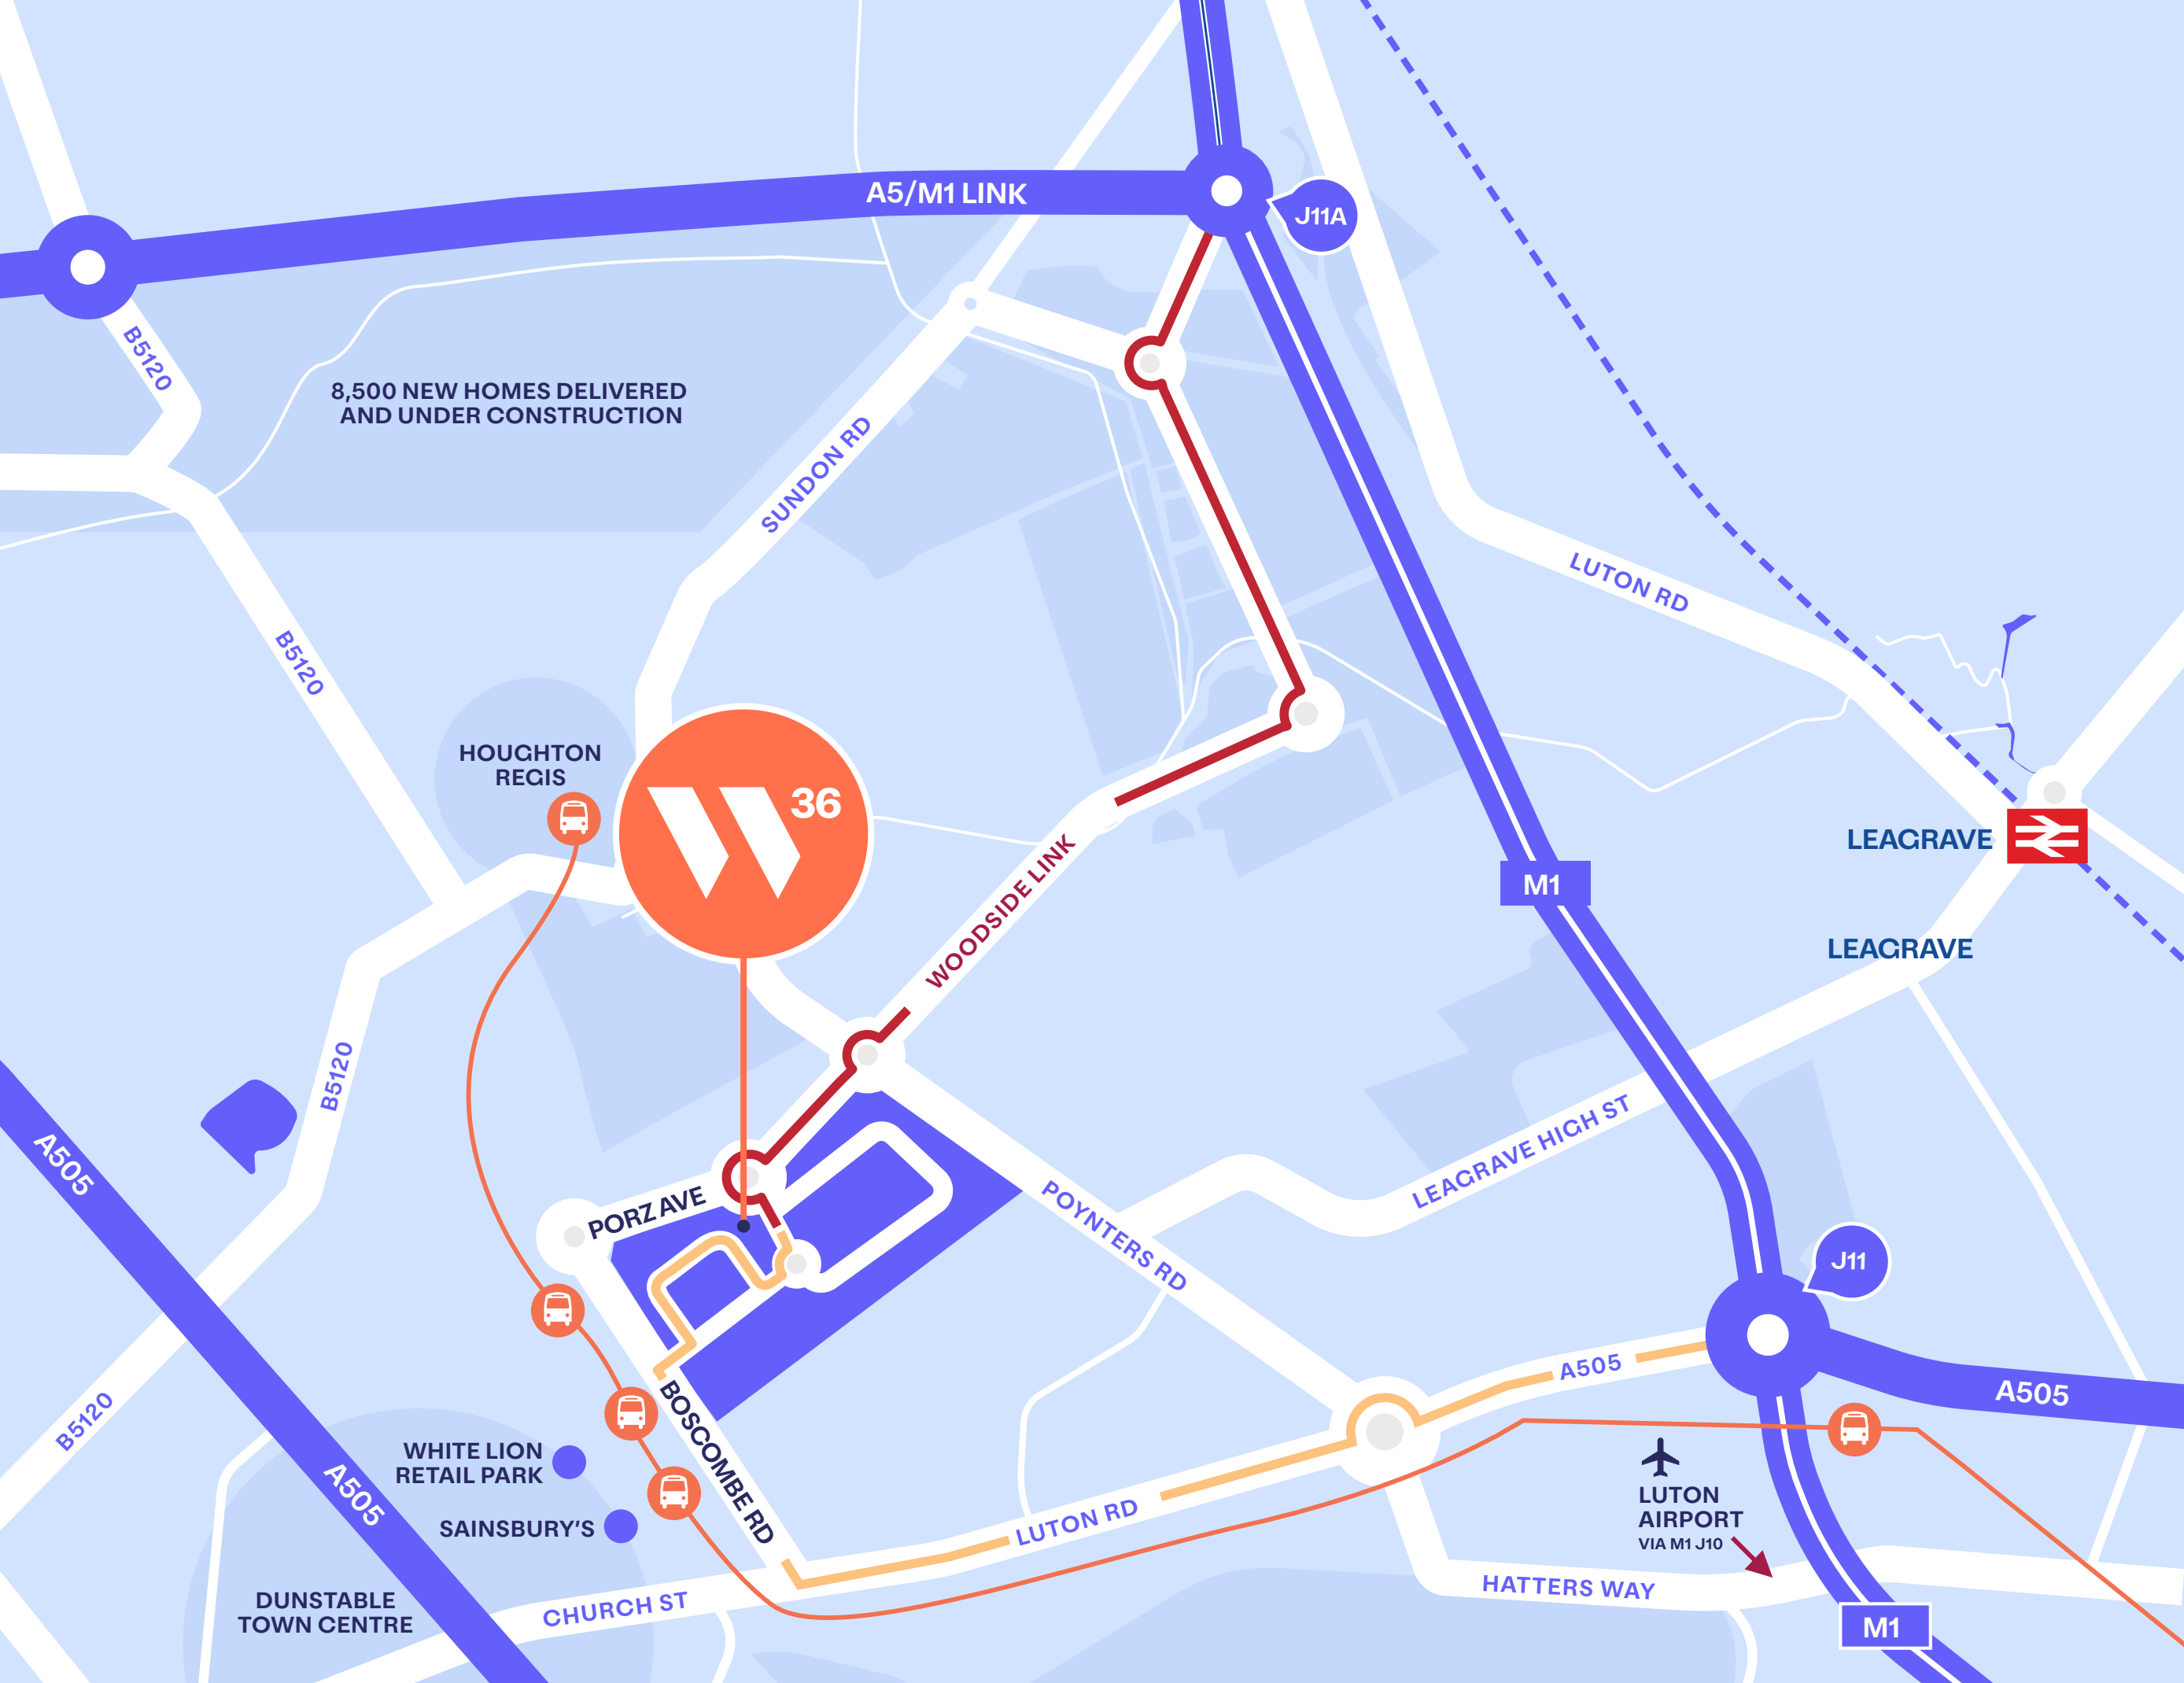 A5/M1 LINK
J11A
B5120
8,500 NEW HOMES DELIVERED
AND UNDER CONSTRUCTION
SUNDON RD
LUTON RD
B5120
HOUGHTON
REGIS
36
WOODSIDE LINK
LEAGRAVE
M1
LEAGRAVE
B5120
A505
LEAGRAVE HIGH ST
PORZ AVE
POYNTERS RD
J11
A505
A505
B5120
BOSCOMBE RD
WHITE LION
RETAIL PARK
A505
SAINSBURY'S
LUTON RD
LUTON
AIRPORT
VIA M1 J10
HATTERS WAY
CHURCH ST
DUNSTABLE
TOWN CENTRE
M1